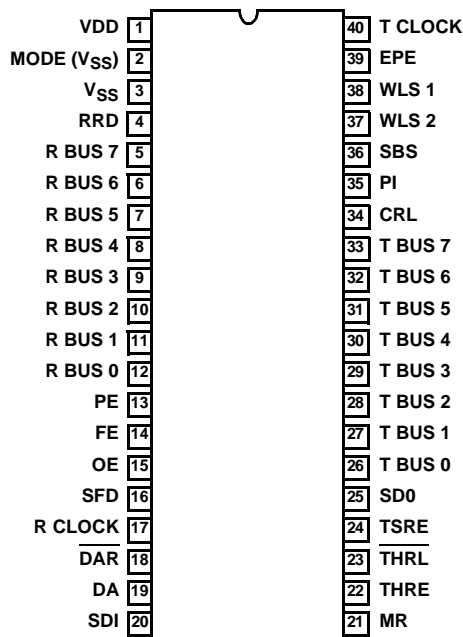 VDD 1 40 T CLOCK
MODE (VSS) 2 39 EPE
VSS 3 38 WLS 1
RRD 4 37 WLS 2
R BUS 7 5 36 SBS
R BUS 6 6 35 PI
R BUS 5 7 34 CRL
R BUS 4 8 33 T BUS 7
R BUS 3 9 32 T BUS 6
R BUS 2 10 31 T BUS 5
R BUS 1 11 30 T BUS 4
R BUS 0 12 29 T BUS 3
PE 13 28 T BUS 2
FE 14 27 T BUS 1
OE 15 26 T BUS 0
SFD 16 25 SD0
R CLOCK 17 24 TSRE
DAR 18 23 THRL
DA 19 22 THRE
SDI 20 21 MR